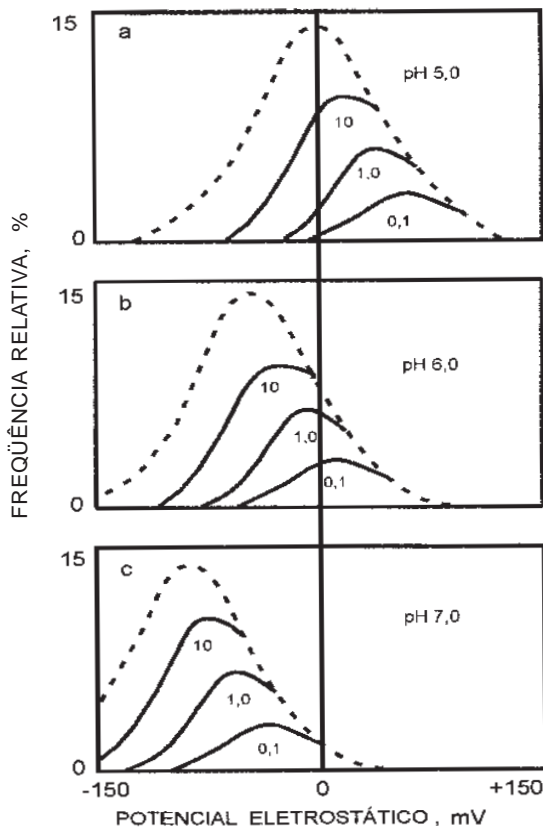 FREQÜÊNCIA RELATIVA, %
15
a
pH 5,0
10
1,0
0,1
0
15
b
pH 6,0
10
1,0
0,1
0
15
c
pH 7,0
10
1,0
0,1
0
-150 0 +150
POTENCIAL ELETROSTÁTICO , mV